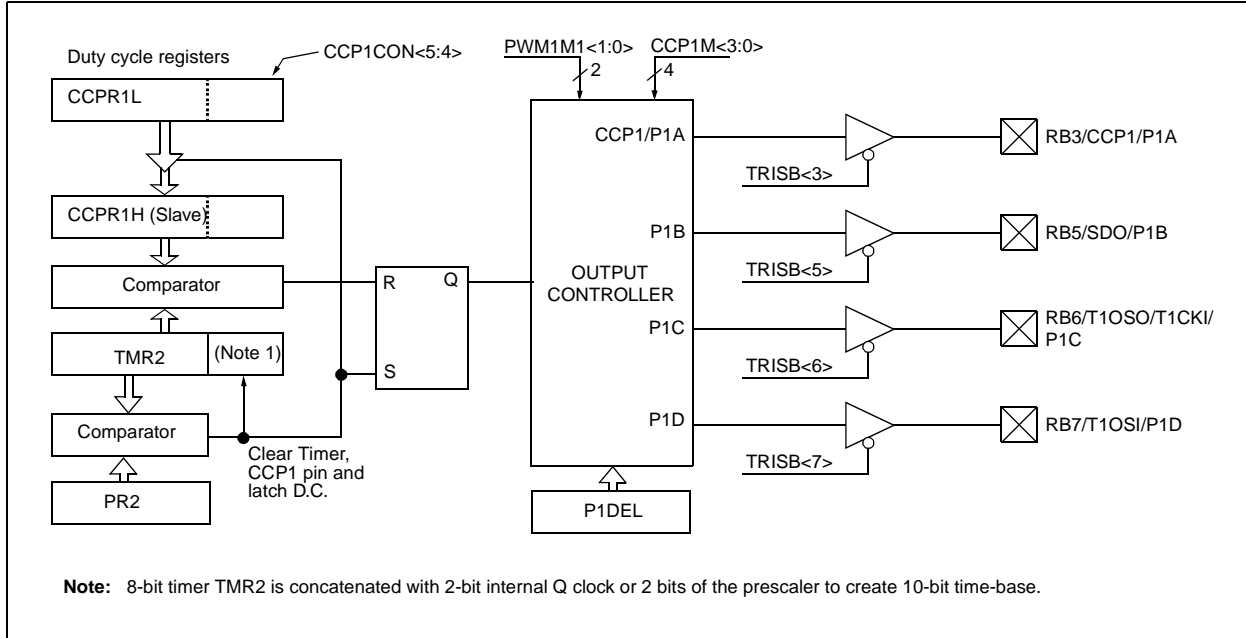 Duty cycle registers
CCP1CON<5:4>
CCPR1L
CCPR1H (Slave)
Comparator
TMR2
(Note 1)
Comparator
PR2
Clear Timer,
CCP1 pin and
latch D.C.
R
Q
S
PWM1M1<1:0>
2
CCP1M<3:0>
4
OUTPUT
CONTROLLER
CCP1/P1A
P1B
P1C
P1D
P1DEL
TRISB<3>
RB3/CCP1/P1A
TRISB<5>
RB5/SDO/P1B
TRISB<6>
RB6/T1OSO/T1CKI/
P1C
TRISB<7>
RB7/T1OSI/P1D
Note: 8-bit timer TMR2 is concatenated with 2-bit internal Q clock or 2 bits of the prescaler to create 10-bit time-base.